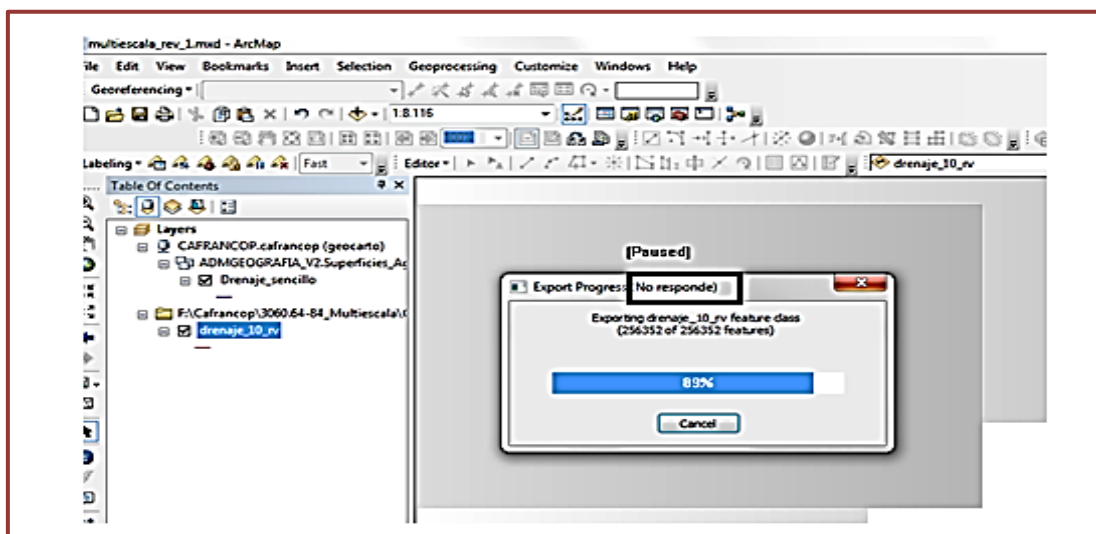 multiescala_rev_1.mxd - ArcMap
File Edit View Bookmarks Insert Selection Geoprocessing Customize Windows Help
Georeferencing
1:8.116
Labeling Fast Editor drenaje_10_rv
Table Of Contents
Layers
CAFRANCOP.cafrancop (geocarto)
ADMGEOGRAFIA_V2.Superficies_Ag
Drenaje_sencillo
F:\Cafrancop\3060.64-84_Multiescala\
drenaje_10_rv
[Paused]
Export Progress (No responde)
Exporting drenaje_10_rv feature class
(256352 of 256352 features)
89%
Cancel